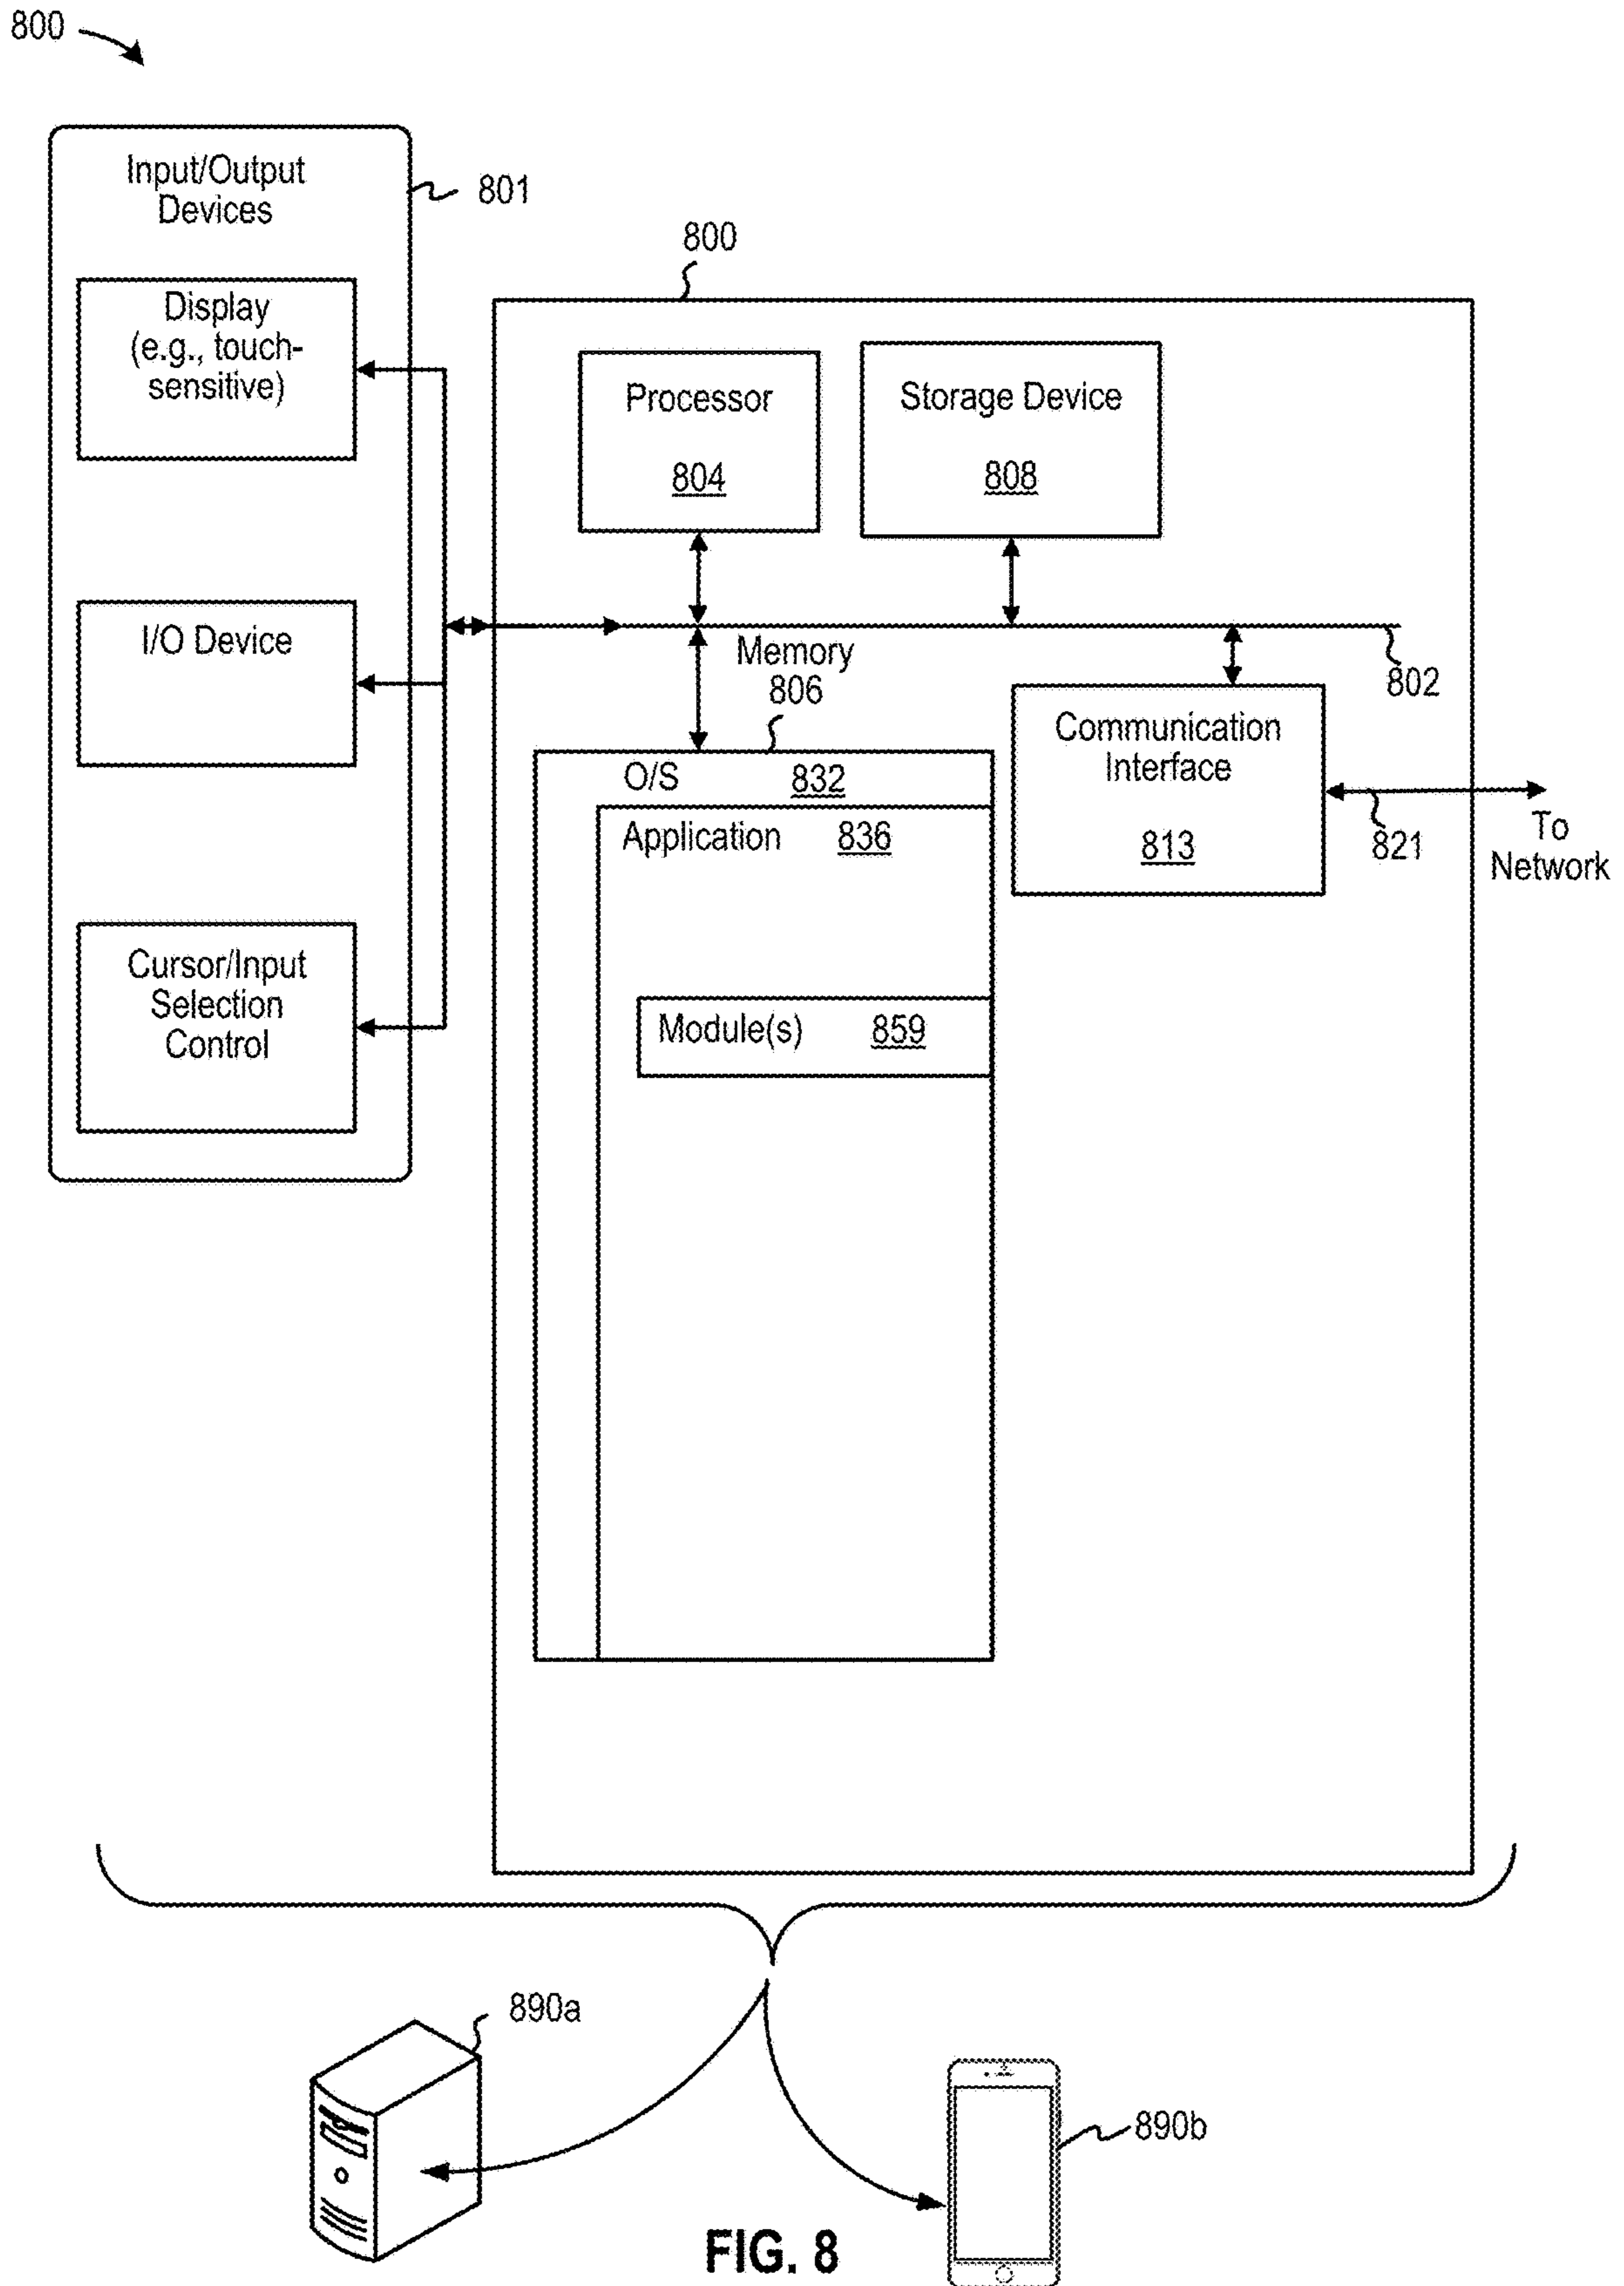 800
Input/Output
Devices
801
Display
(e.g., touch-
sensitive)
I/O Device
Cursor/Input
Selection
Control
800
Processor
804
Storage Device
808
802
Memory
806
O/S 832
Application 836
Module(s) 859
Communication
Interface
813
821
To
Network
890a
890b
FIG. 8